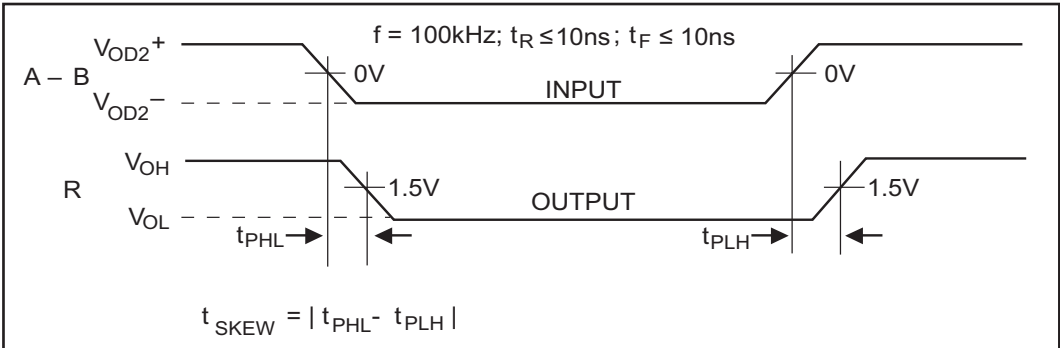 f = 100kHz; tR ≤10ns; tF ≤ 10ns
VOD2+
A – B
0V
0V
INPUT
VOD2–
VOH
R
1.5V
1.5V
OUTPUT
VOL
tPHL
tPLH
tSKEW = | tPHL- tPLH |